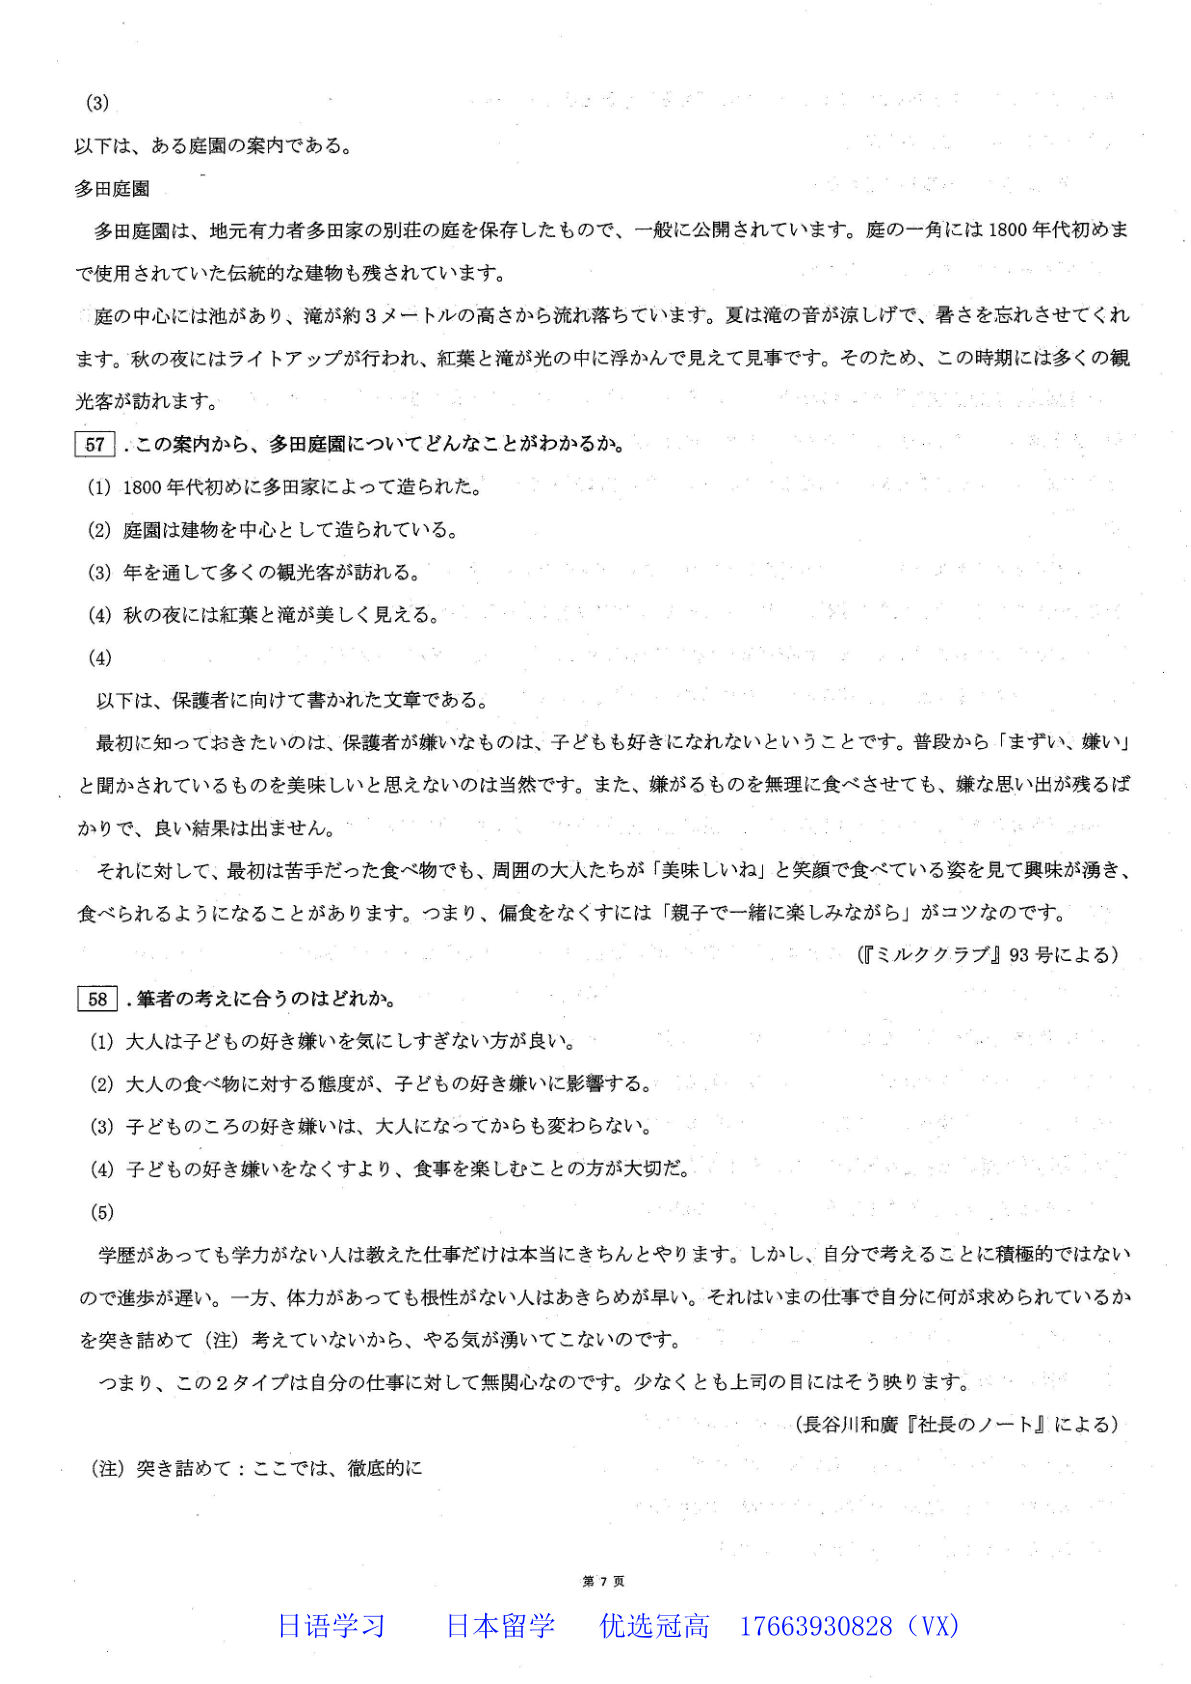 (3)
以下は、ある庭園の案内である。
多田庭園
多田庭園は、地元有力者多田家の別荘の庭を保存したもので、一般に公開されています。庭の一角には 1800 年代初めま
で使用されていた伝統的な建物も残されています。
庭の中心には池があり、滝が約３メートルの高さから流れ落ちています。夏は滝の音が涼しげで、暑さを忘れさせてくれ
ます。秋の夜にはライトアップが行われ、紅葉と滝が光の中に浮かんで見えて見事です。そのため、この時期には多くの観
光客が訪れます。
57 . この案内から、多田庭園についてどんなことがわかるか。
(1) 1800 年代初めに多田家によって造られた。
(2) 庭園は建物を中心として造られている。
(3) 年を通して多くの観光客が訪れる。
(4) 秋の夜には紅葉と滝が美しく見える。
(4)
以下は、保護者に向けて書かれた文章である。
最初に知っておきたいのは、保護者が嫌いなものは、子どもも好きになれないということです。普段から「まずい、嫌い」
と聞かされているものを美味しいと思えないのは当然です。また、嫌がるものを無理に食べさせても、嫌な思い出が残るば
かりで、良い結果は出ません。
それに対して、最初は苦手だった食べ物でも、周囲の大人たちが「美味しいね」と笑顔で食べている姿を見て興味が湧き、
食べられるようになることがあります。つまり、偏食をなくすには「親子で一緒に楽しみながら」がコツなのです。
（『ミルククラブ』93 号による）
58 . 筆者の考えに合うのはどれか。
(1) 大人は子どもの好き嫌いを気にしすぎない方が良い。
(2) 大人の食べ物に対する態度が、子どもの好き嫌いに影響する。
(3) 子どものころの好き嫌いは、大人になってからも変わらない。
(4) 子どもの好き嫌いをなくすより、食事を楽しむことの方が大切だ。
(5)
学歴があっても学力がない人は教えた仕事だけは本当にきちんとやります。しかし、自分で考えることに積極的ではない
ので進歩が遅い。一方、体力があっても根性がない人はあきらめが早い。それはいまの仕事で自分に何が求められているか
を突き詰めて（注）考えていないから、やる気が湧いてこないのです。
つまり、この２タイプは自分の仕事に対して無関心なのです。少なくとも上司の目にはそう映ります。
（長谷川和廣『社長のノート』による）
（注）突き詰めて：ここでは、徹底的に
第 7 页
日语学习 日本留学 优选冠高 17663930828（VX）